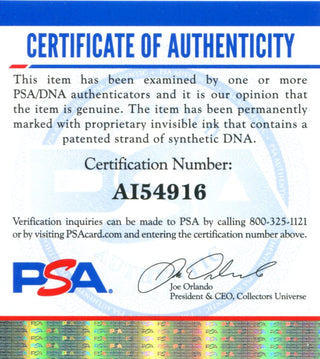 CERTIFICATE OF AUTHENTICITY
This item has been examined by one or more
PSA/DNA authenticators and it is our opinion that
the item is genuine. The item has been permanently
marked with proprietary invisible ink that contains a
patented strand of synthetic DNA.
Certification Number:
AI54916
Verification inquiries can be made to PSA by calling 800-325-1121
or by visiting PSAcard.com and entering the certification number above.
PSA
Joe Orlando
President & CEO, Collectors Universe